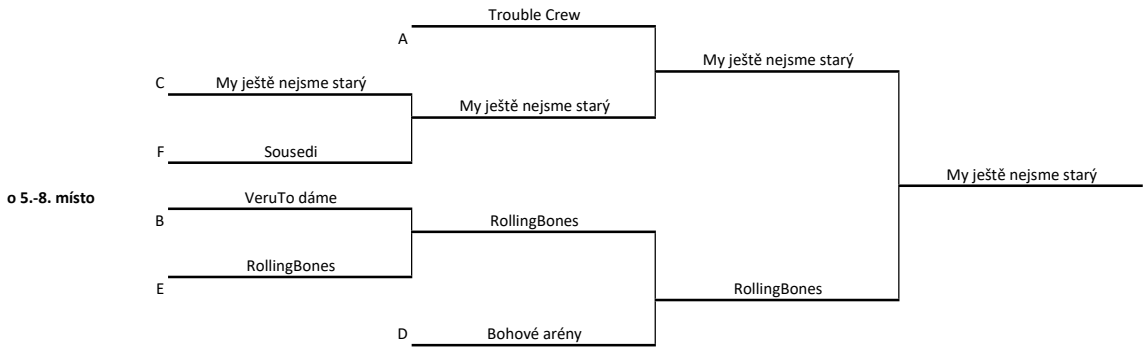 Trouble Crew
A
My ještě nejsme starý
C
My ještě nejsme starý
My ještě nejsme starý
F
Sousedi
My ještě nejsme starý
o 5.-8. místo
VeruTo dáme
B
RollingBones
RollingBones
E
RollingBones
D
Bohové arény